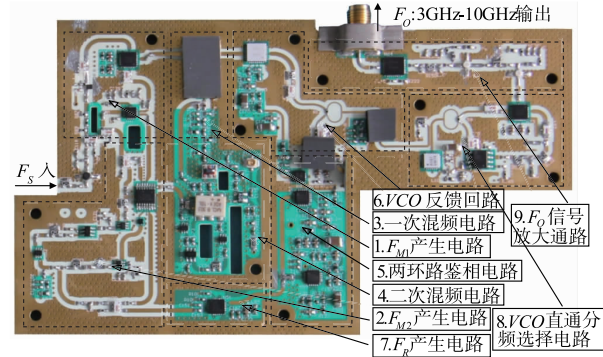 F_O:3GHz-10GHz输出
F_S 入
6.VCO 反馈回路
3.一次混频电路
1.F_M1产生电路
5.两环路鉴相电路
4.二次混频电路
2.F_M2产生电路
7.F_R产生电路
9.F_O信号
放大通路
8.VCO直通分
频选择电路